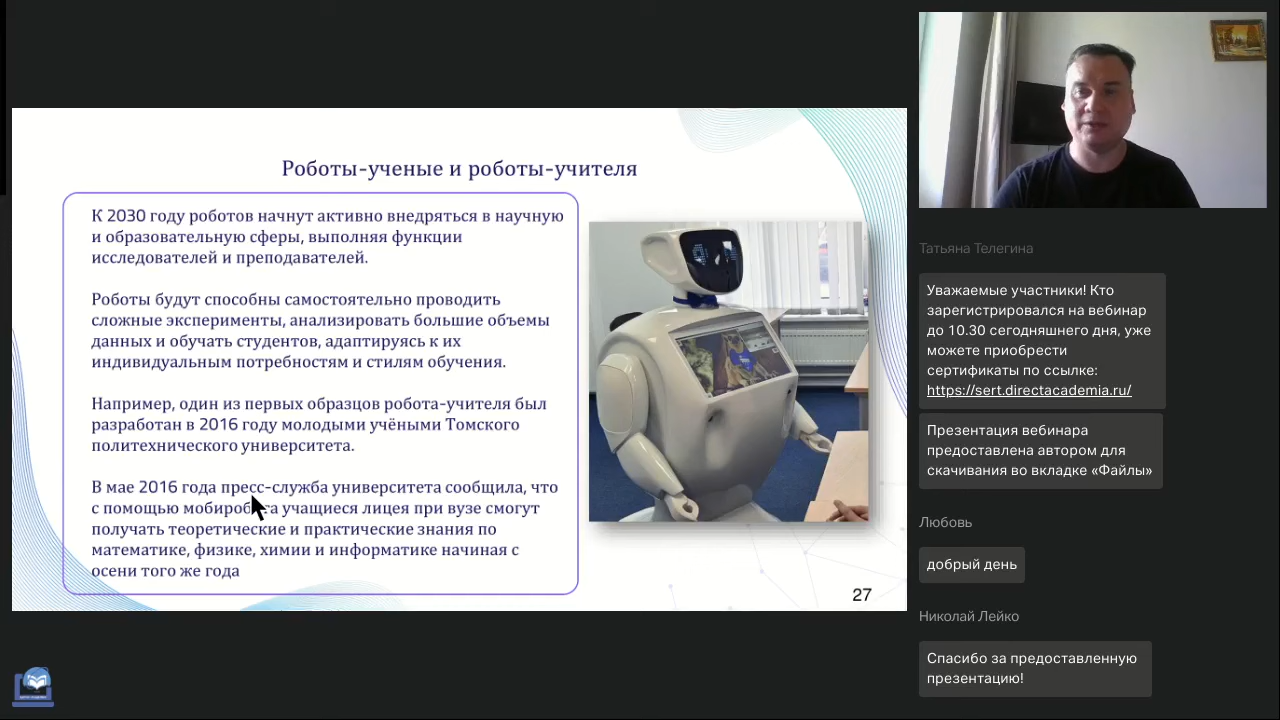 Роботы-ученые и роботы-учителя
К 2030 году роботов начнут активно внедряться в научную
и образовательную сферы, выполняя функции
исследователей и преподавателей.
Роботы будут способны самостоятельно проводить
сложные эксперименты, анализировать большие объемы
данных и обучать студентов, адаптируясь к их
индивидуальным потребностям и стилям обучения.
Например, один из первых образцов робота-учителя был
разработан в 2016 году молодыми учёными Томского
политехнического университета.
В мае 2016 года пресс-служба университета сообщила, что
с помощью мобиробота учащиеся лицея при вузе смогут
получать теоретические и практические знания по
математике, физике, химии и информатике начиная с
осени того же года
27
Татьяна Телегина
Уважаемые участники! Кто
зарегистрировался на вебинар
до 10.30 сегодняшнего дня, уже
можете приобрести
сертификаты по ссылке:
https://sert.directacademia.ru/
Презентация вебинара
предоставлена автором для
скачивания во вкладке «Файлы»
Любовь
добрый день
Николай Лейко
Спасибо за предоставленную
презентацию!